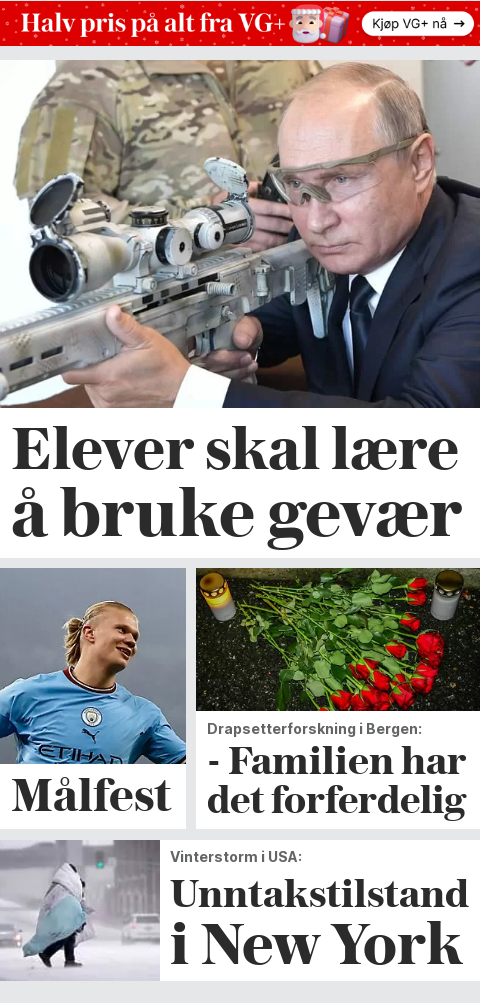 Halv pris på alt fra VG+
Kjøp VG+ nå →
Elever skal lære
å bruke gevær
ETIHAD
Målfest
Drapsetterforskning i Bergen:
- Familien har
det forferdelig
Vinterstorm i USA:
Unntakstilstand
i New York